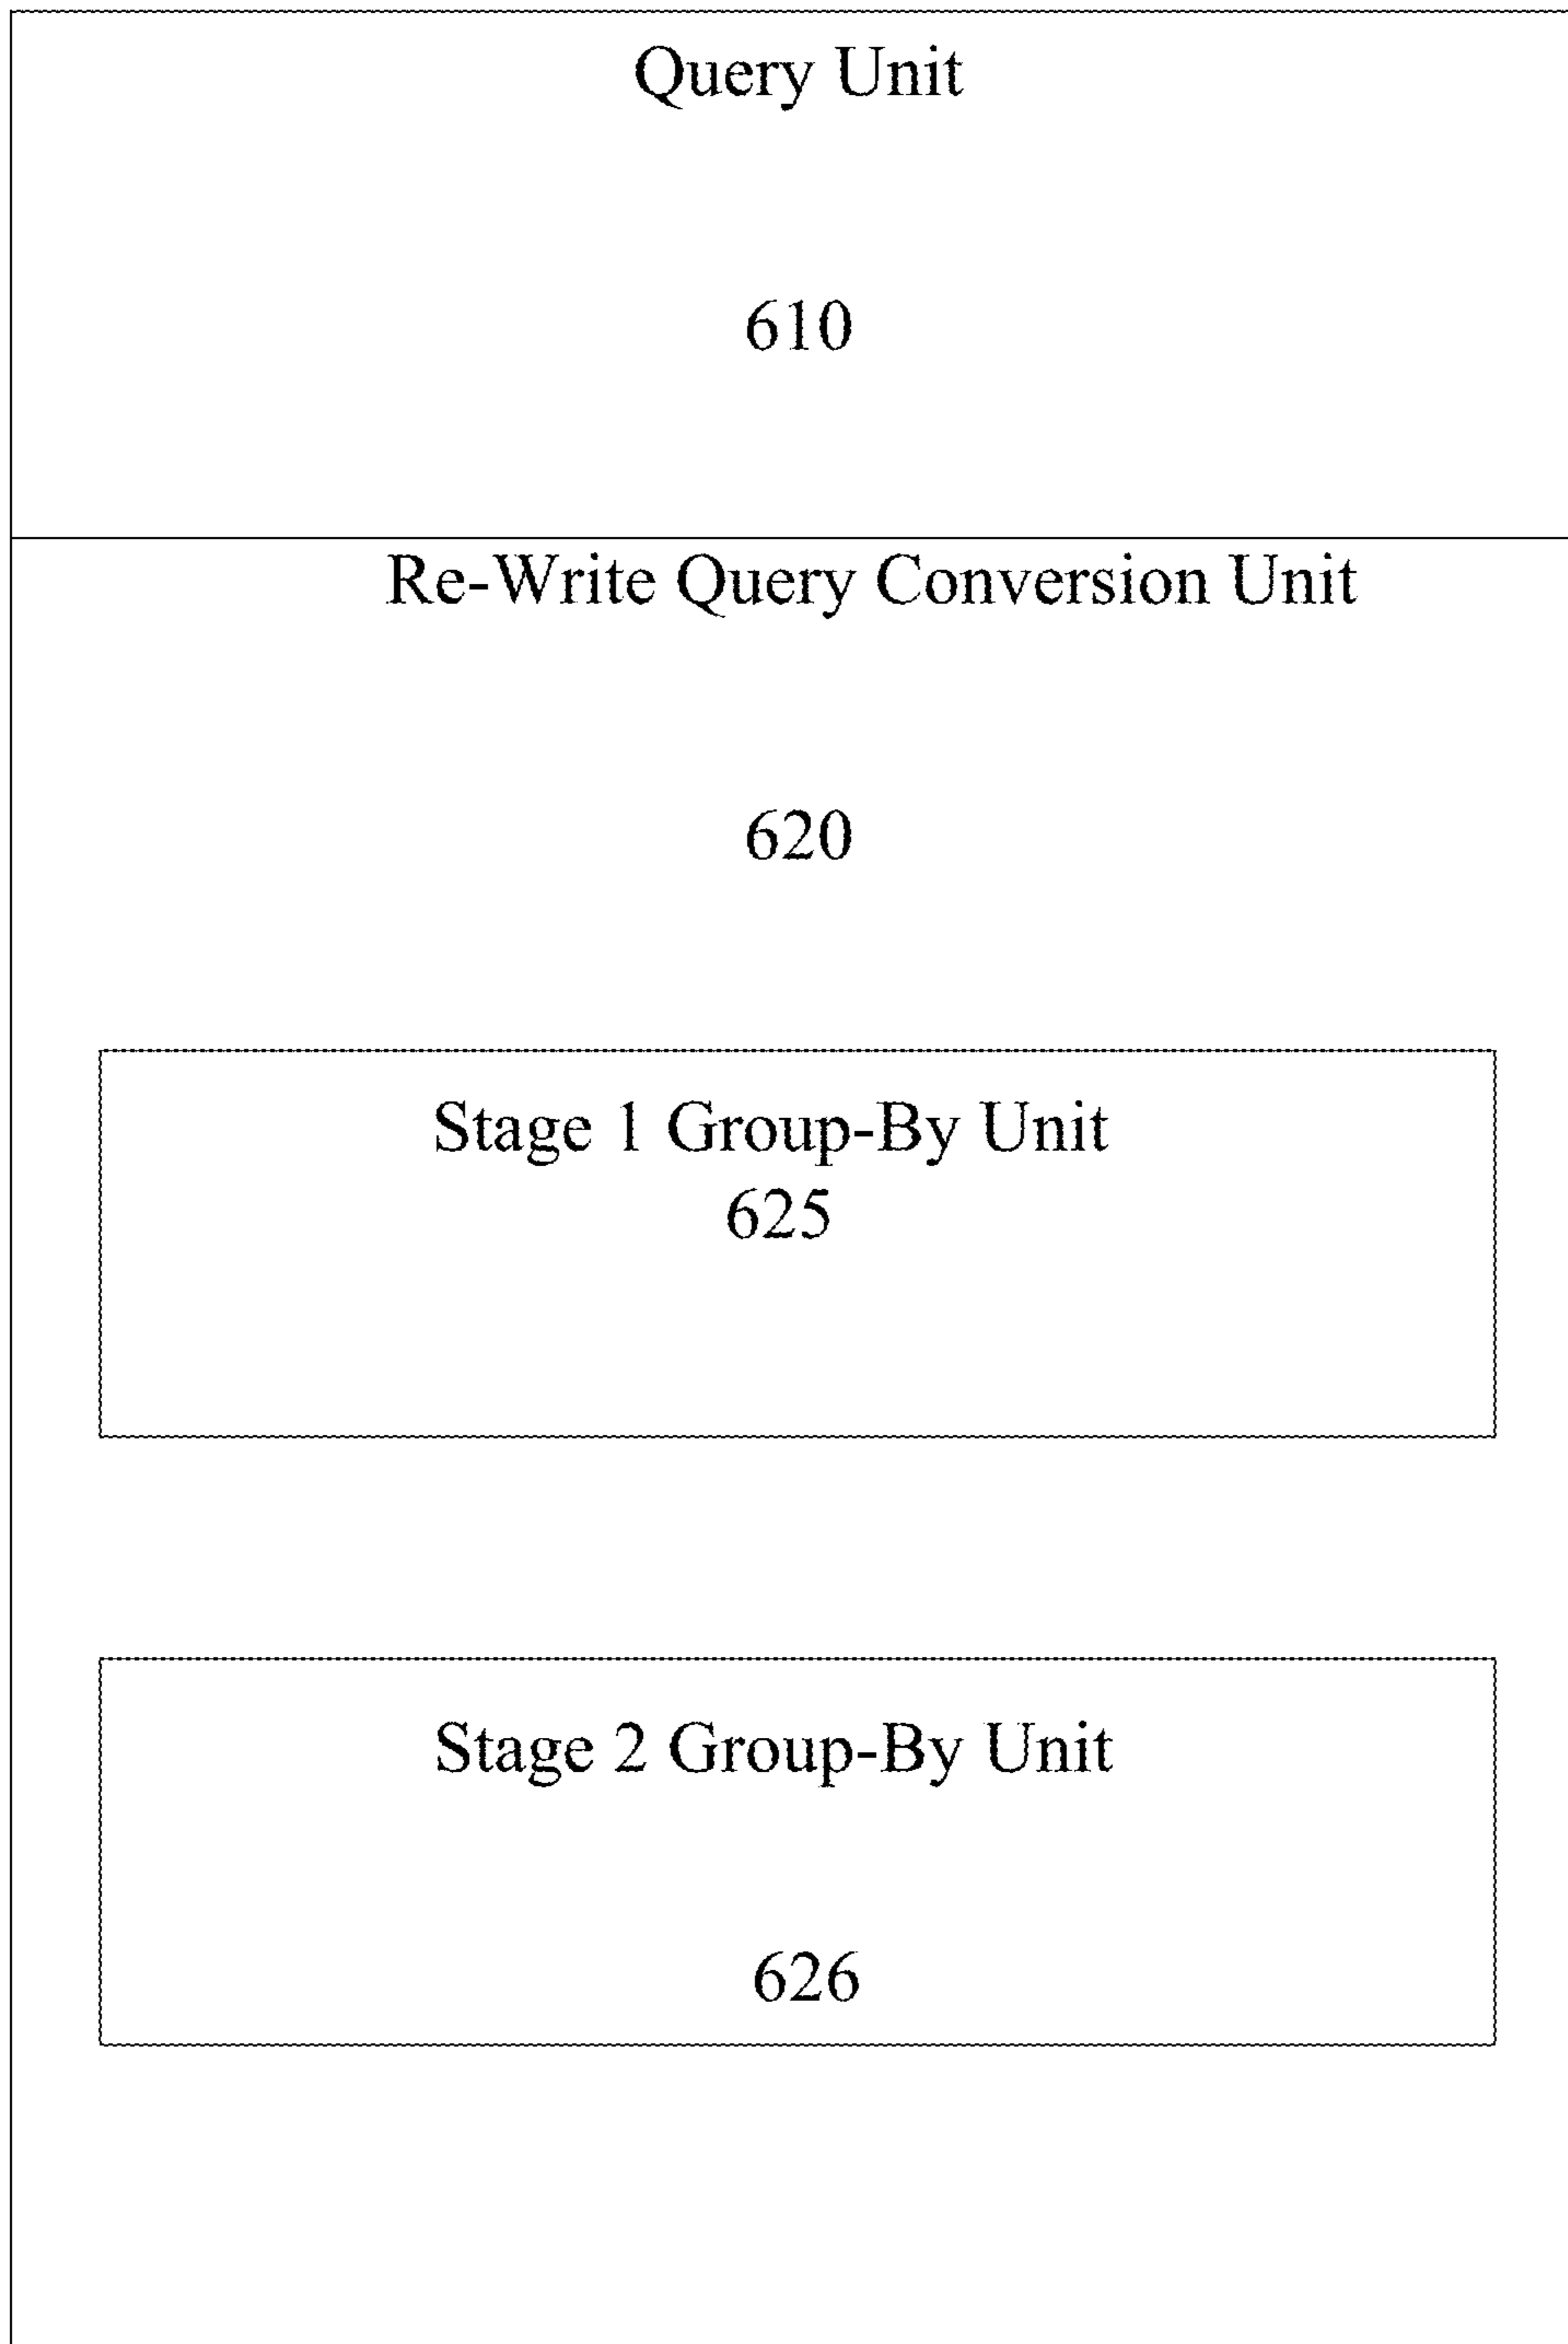 Query Unit
610
Re-Write Query Conversion Unit
620
Stage 1 Group-By Unit
625
Stage 2 Group-By Unit
626